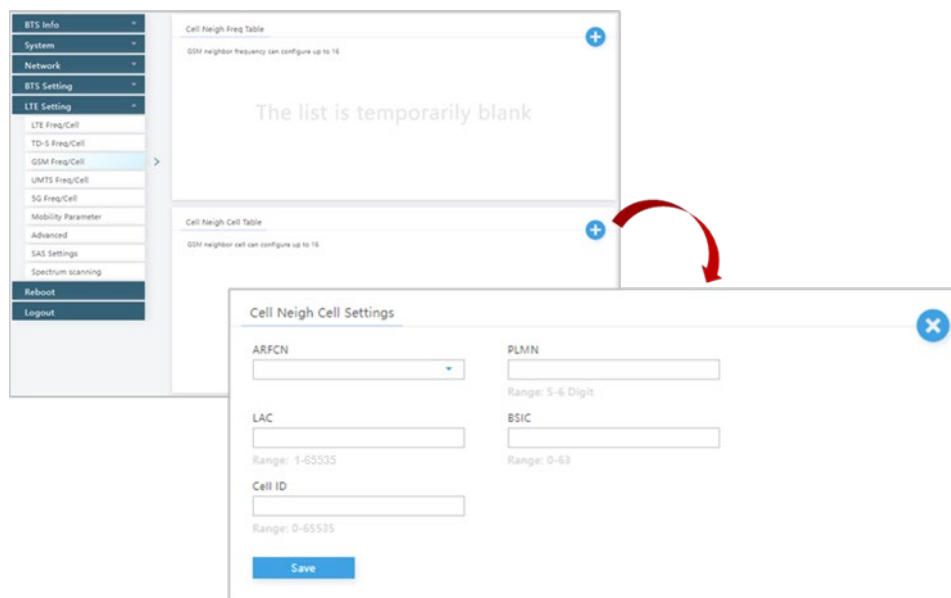 BTS Info
System
Network
BTS Setting
LTE Setting
LTE Freq/Cell
TD-S Freq/Cell
GSM Freq/Cell
UMTS Freq/Cell
5G Freq/Cell
Mobility Parameter
Advanced
SAS Settings
Spectrum scanning
Reboot
Logout
Cell Neigh Freq Table
GSM neighbor frequency can configure up to 16
The list is temporarily blank
Cell Neigh Cell Table
GSM neighbor cell can configure up to 16
Cell Neigh Cell Settings
ARFCN
PLMN
Range: 5-6 Digit
LAC
BSIC
Range: 1-65535
Range: 0-63
Cell ID
Range: 0-65535
Save